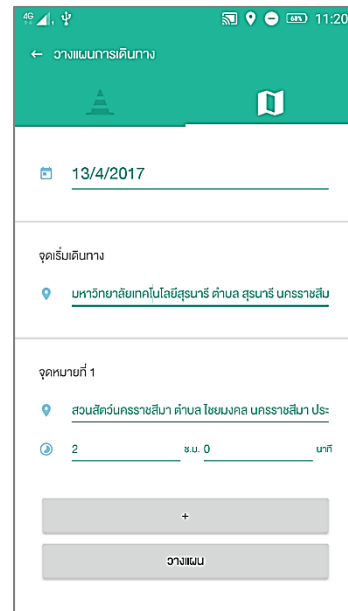 4G 68% 11:20
← วางแผนการเดินทาง
13/4/2017
จุดเริ่มเดินทาง
มหาวิทยาลัยเทคโนโลยีสุรนารี ตำบล สุรนารี นครราชสีม
จุดหมายที่ 1
สวนสัตว์นครราชสีมา ตำบล ไชยมงคล นครราชสีมา ประ
2 ช.ม. 0 นาที
+
วางแผน